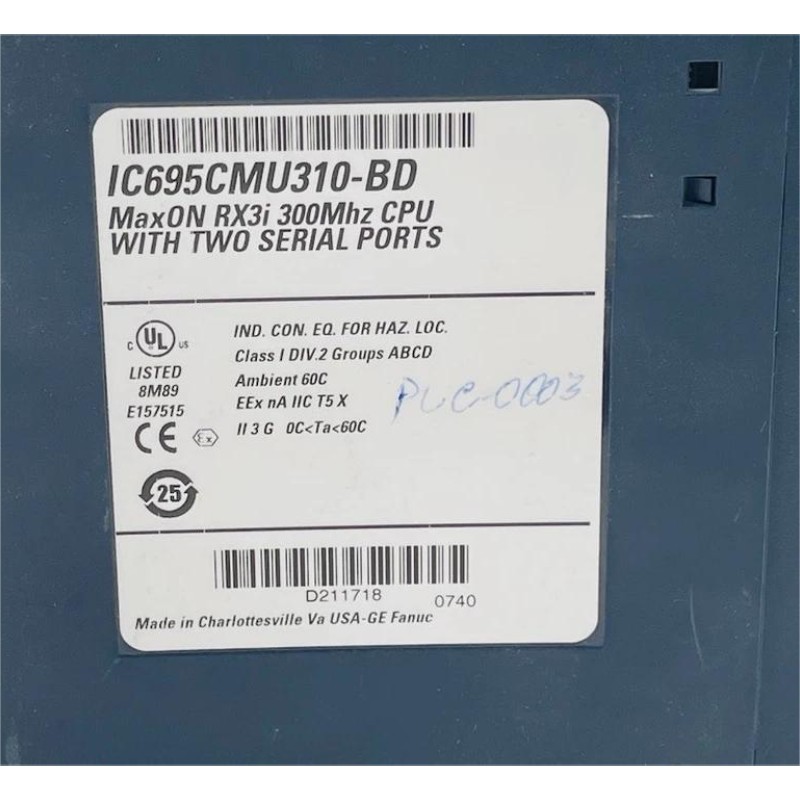 IC695CMU310-BD
MaxON RX3i 300Mhz CPU
WITH TWO SERIAL PORTS
C UL US
LISTED
8M89
E157515
IND. CON. EQ. FOR HAZ. LOC.
Class I DIV.2 Groups ABCD
Ambient 60C
EEx nA IIC T5 X
II 3 G 0C<Ta<60C
PLC-0003
CE Ex
25
D211718
0740
Made in Charlottesville Va USA-GE Fanuc